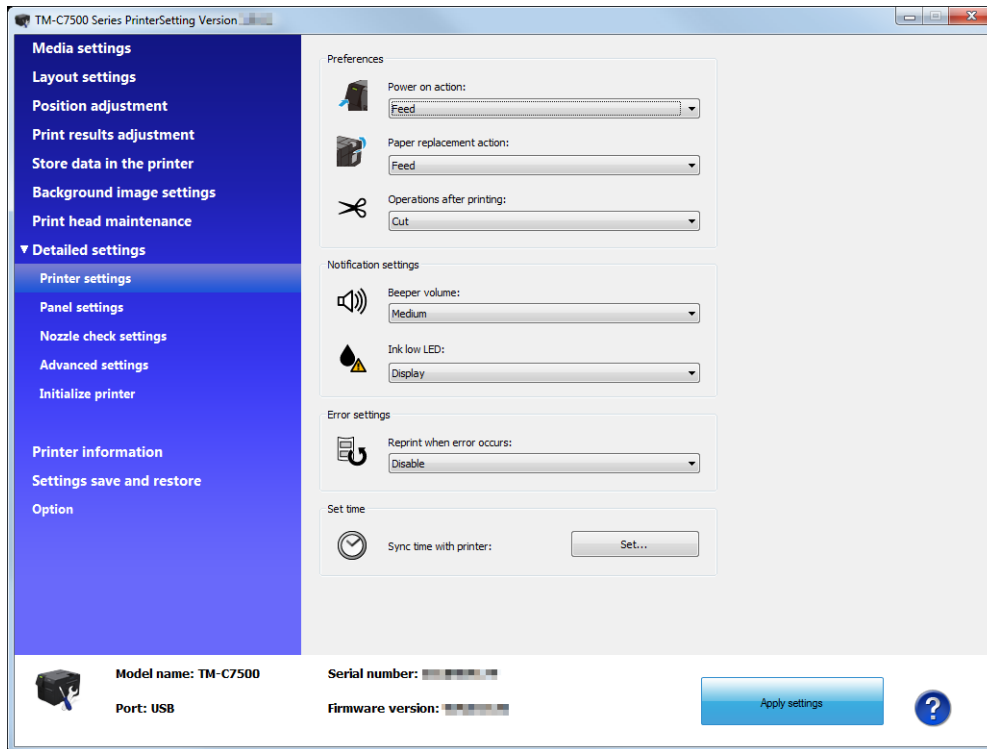 TM-C7500 Series PrinterSetting Version
Media settings
Layout settings
Position adjustment
Print results adjustment
Store data in the printer
Background image settings
Print head maintenance
▼ Detailed settings
Printer settings
Panel settings
Nozzle check settings
Advanced settings
Initialize printer
Printer information
Settings save and restore
Option
Preferences
Power on action:
Feed
Paper replacement action:
Feed
Operations after printing:
Cut
Notification settings
Beeper volume:
Medium
Ink low LED:
Display
Error settings
Reprint when error occurs:
Disable
Set time
Sync time with printer:
Set...
Model name: TM-C7500
Port: USB
Serial number:
Firmware version:
Apply settings
?